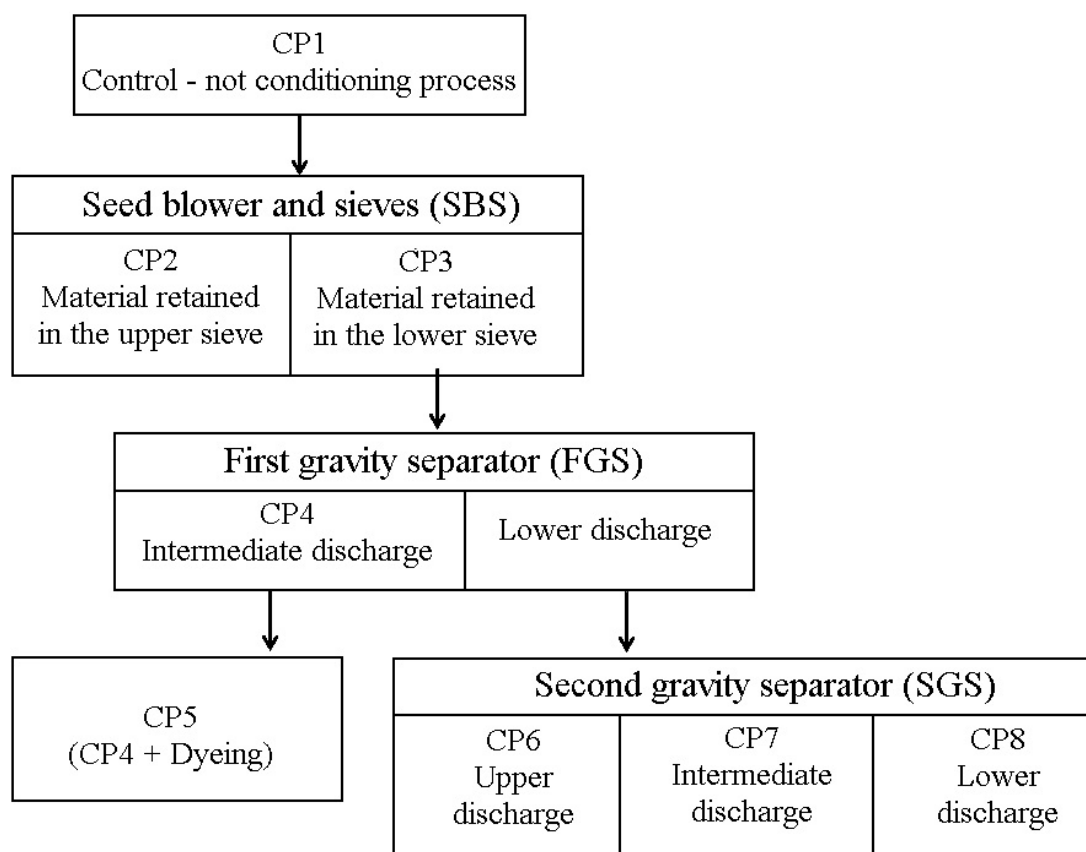 CP1
Control - not conditioning process
Seed blower and sieves (SBS)
CP2
Material retained
in the upper sieve
CP3
Material retained
in the lower sieve
First gravity separator (FGS)
CP4
Intermediate discharge
Lower discharge
CP5
(CP4 + Dyeing)
Second gravity separator (SGS)
CP6
Upper
discharge
CP7
Intermediate
discharge
CP8
Lower
discharge